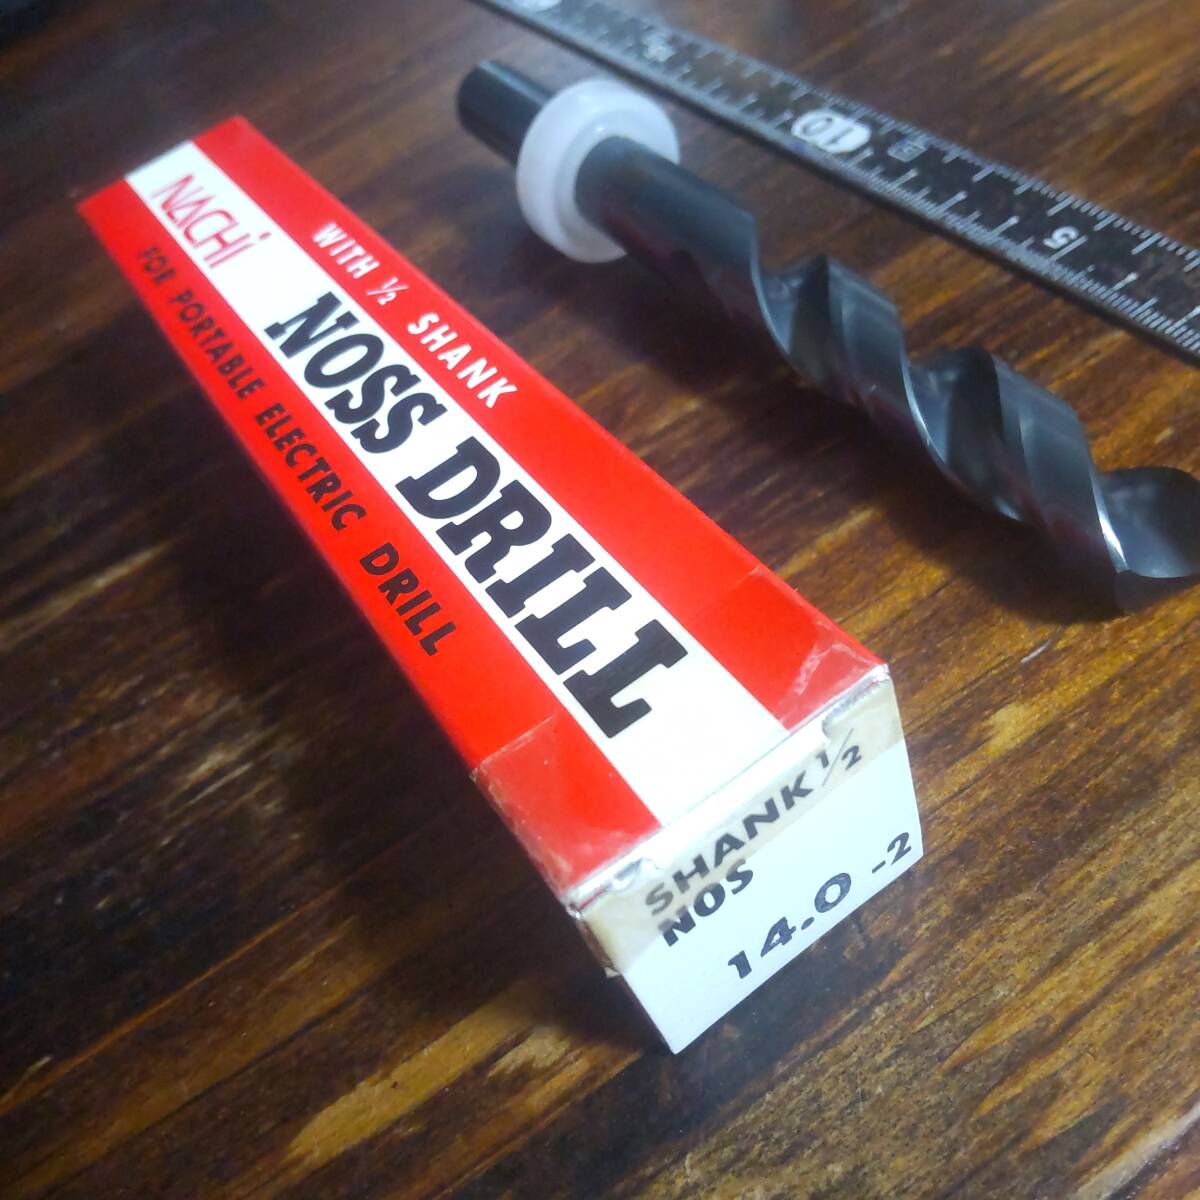 NACHi
WITH 1/2 SHANK
NOSS DRILL
FOR PORTABLE ELECTRIC DRILL
SHANK 1/2
NOS
14.0 -2
10
5